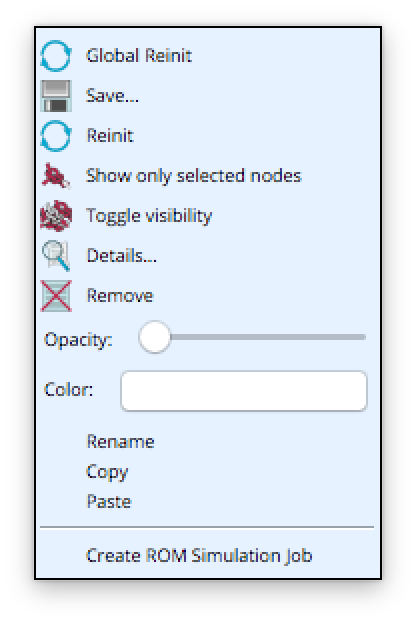 Global Reinit
Save...
Reinit
Show only selected nodes
Toggle visibility
Details...
Remove
Opacity:
Color:
Rename
Copy
Paste
Create ROM Simulation Job